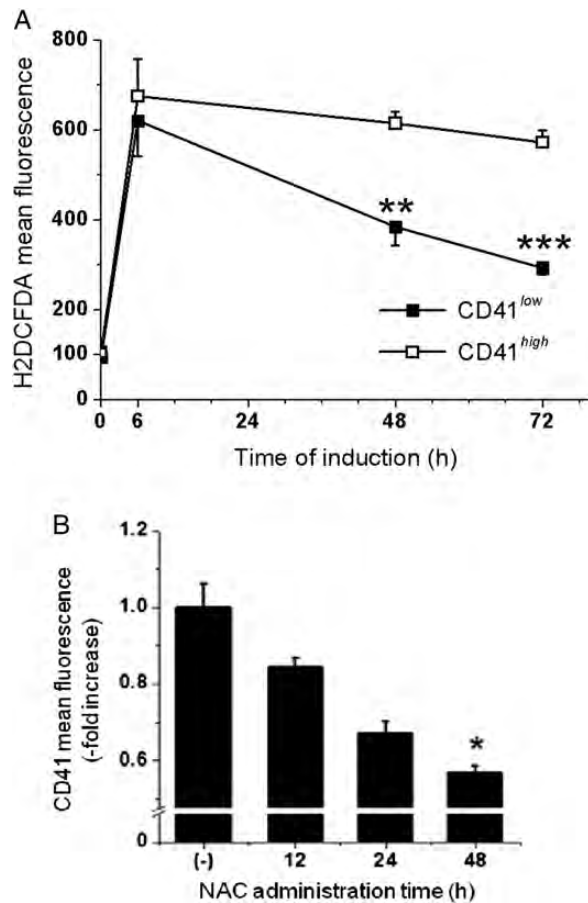 A
H2DCFDA mean fluorescence
800
600
400
200
100
0
**
***
CD41low
CD41high
0 6 24 48 72
Time of induction (h)
B
CD41 mean fluorescence
(-fold increase)
1.2
1.0
0.8
0.6
0
*
(-) 12 24 48
NAC administration time (h)